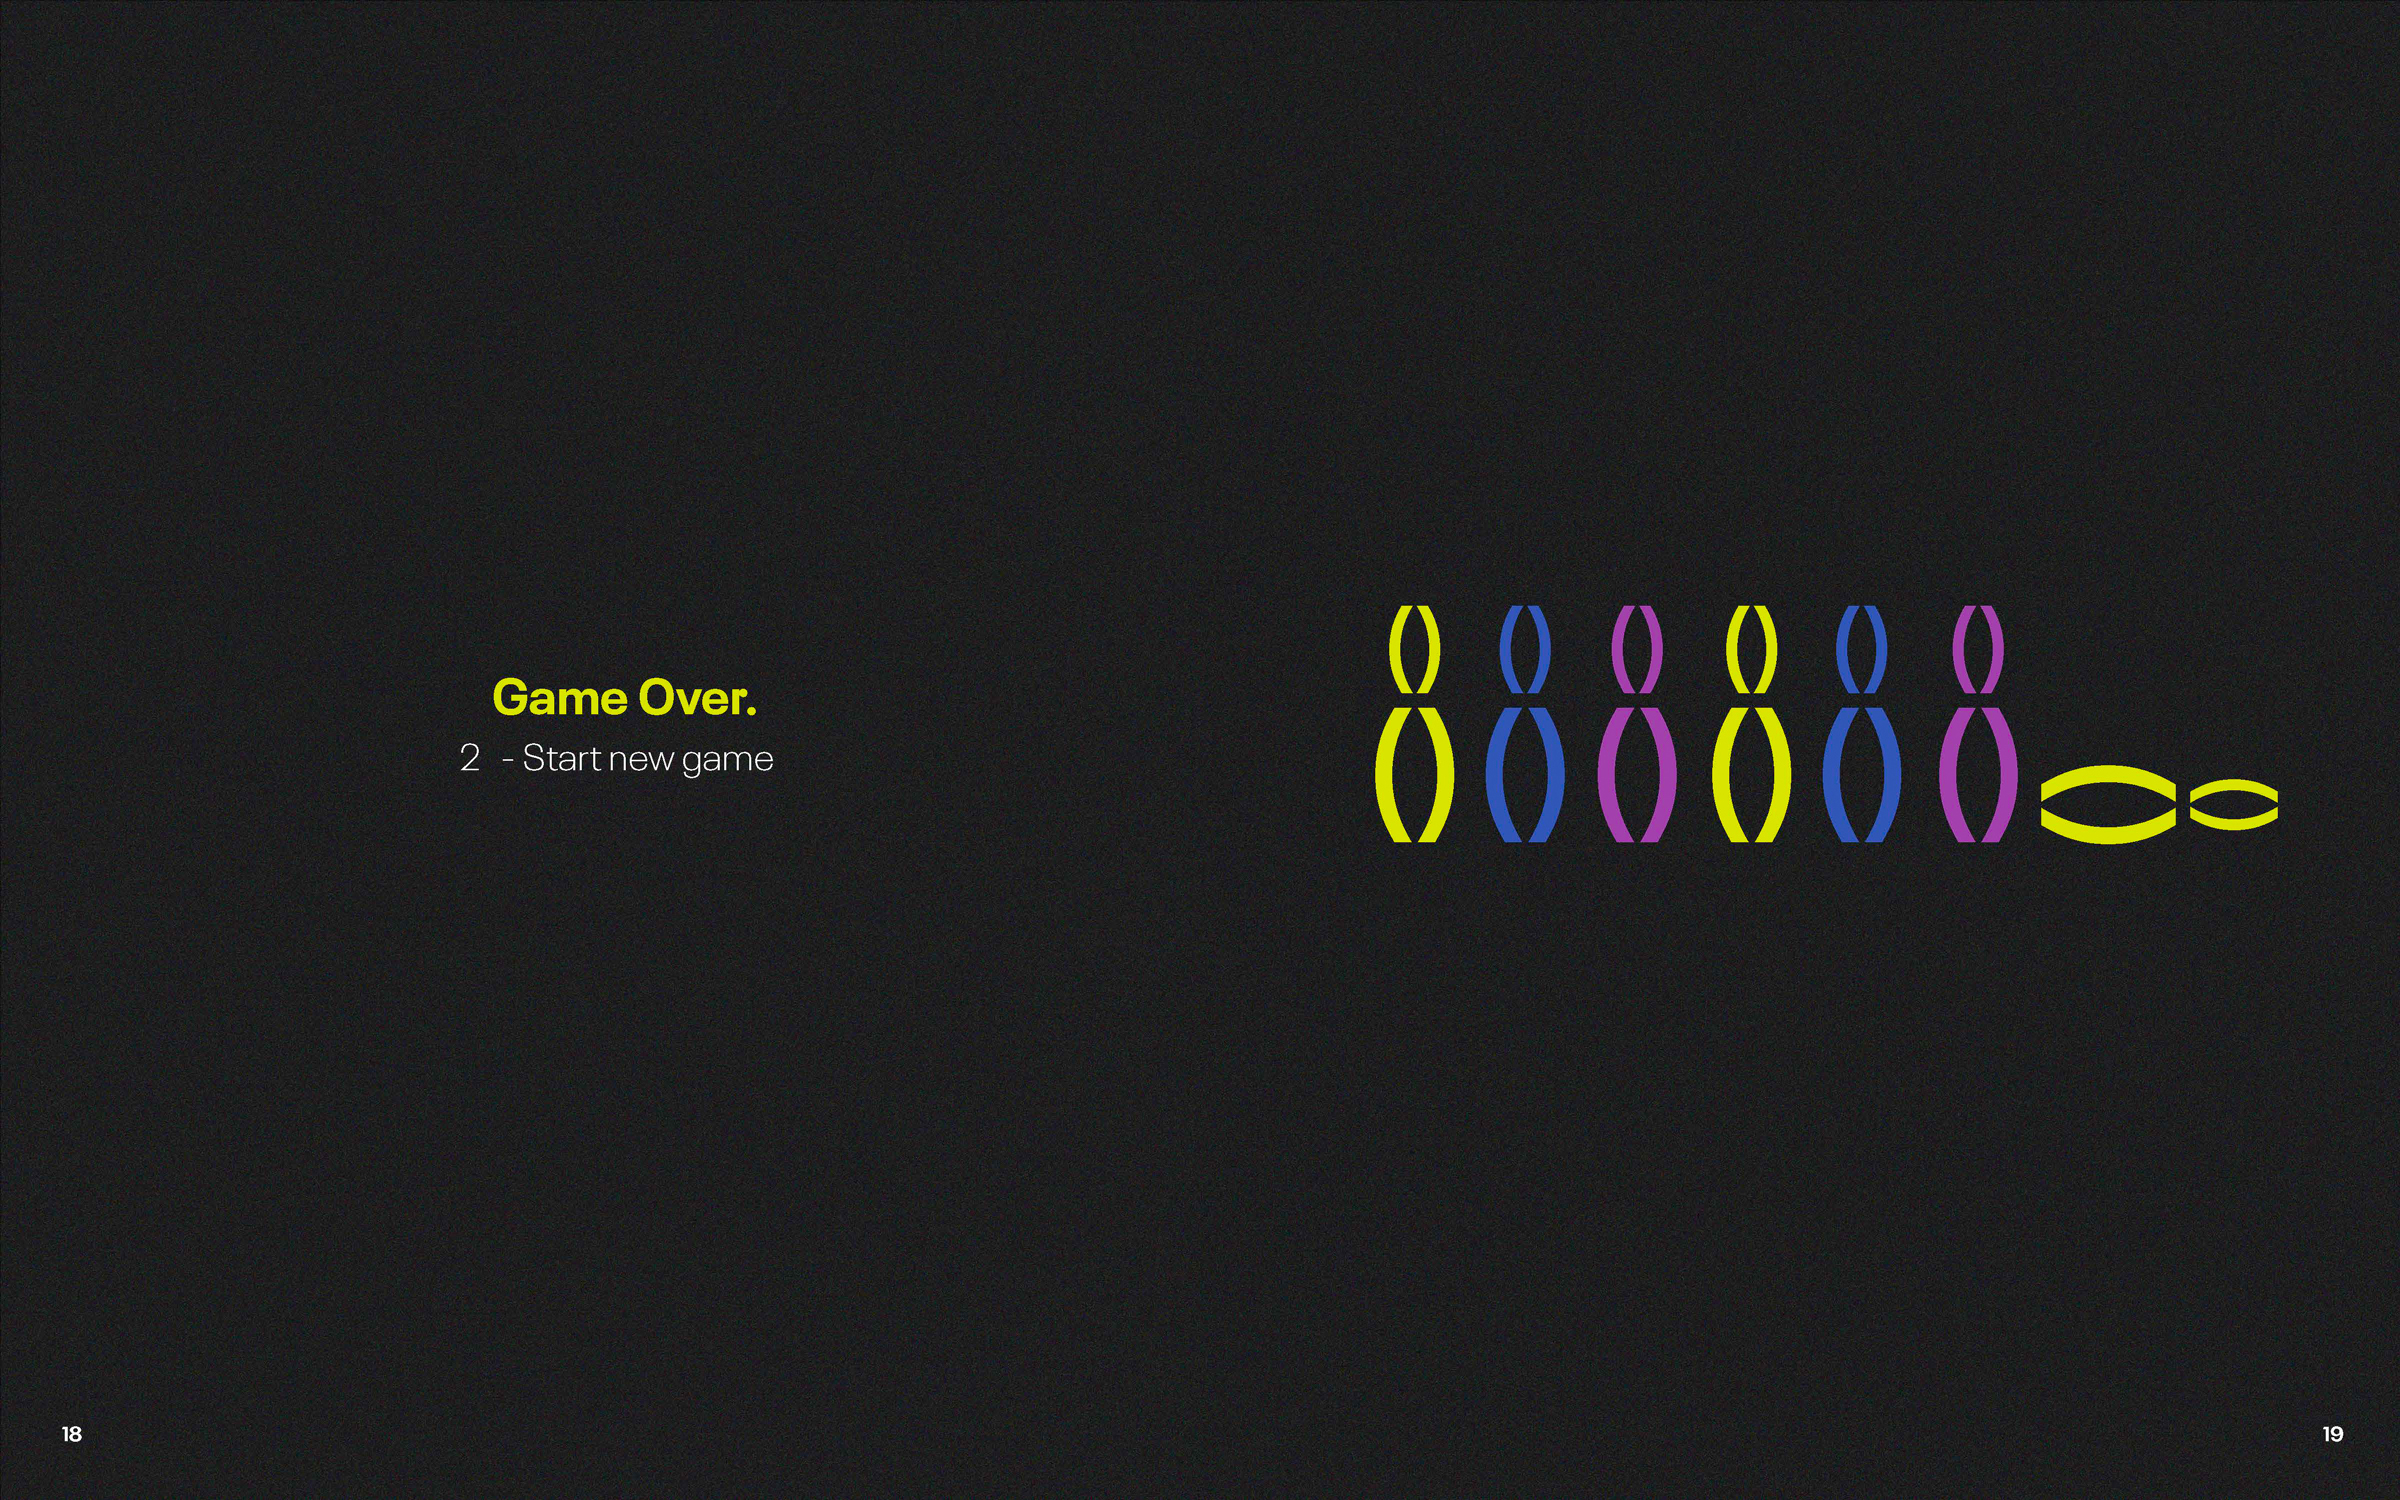 Game Over.
2 - Start new game
() () () () () ()
() () () () () () () ()
18
19